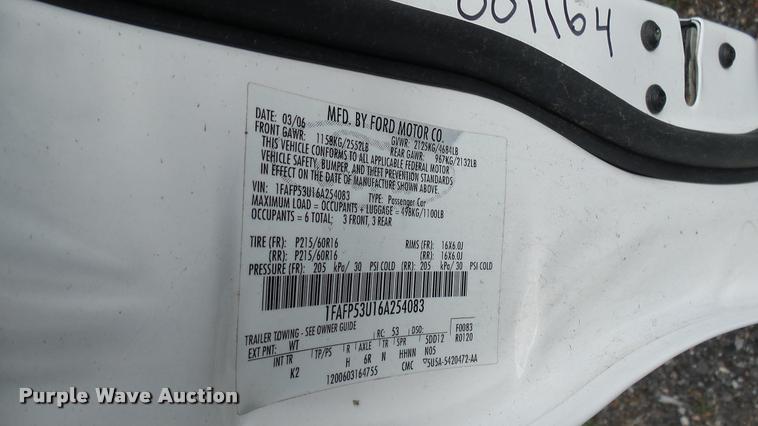 001164
MFD. BY FORD MOTOR CO.
DATE: 03/06 GVWR: 2125KG/4684LB
FRONT GAWR: 1158KG/2552LB REAR GAWR: 967KG/2132LB
THIS VEHICLE CONFORMS TO ALL APPLICABLE FEDERAL MOTOR
VEHICLE SAFETY, BUMPER, AND THEFT PREVENTION STANDARDS
IN EFFECT ON THE DATE OF MANUFACTURE SHOWN ABOVE.
VIN: 1FAFP53U16A254083 TYPE: Passenger Car
MAXIMUM LOAD = OCCUPANTS + LUGGAGE = 498KG/1100LB
OCCUPANTS = 6 TOTAL; 3 FRONT, 3 REAR
TIRE (FR): P215/60R16 RIMS (FR): 16X6.0J
(RR): P215/60R16 (RR): 16X6.0J
PRESSURE (FR): 205 kPa/ 30 PSI COLD (RR): 205 kPa/ 30 PSI COLD
1FAFP53U16A254083
TRAILER TOWING - SEE OWNER GUIDE F0083
EXT PNT: WT RC: 53 DSO: R0120
INT TR TP/PS R AXLE TR SPR 5DD12
K2 H 6R N HHNN N05
1200603164755 CMC 5U5A-5420472-AA
Purple Wave Auction